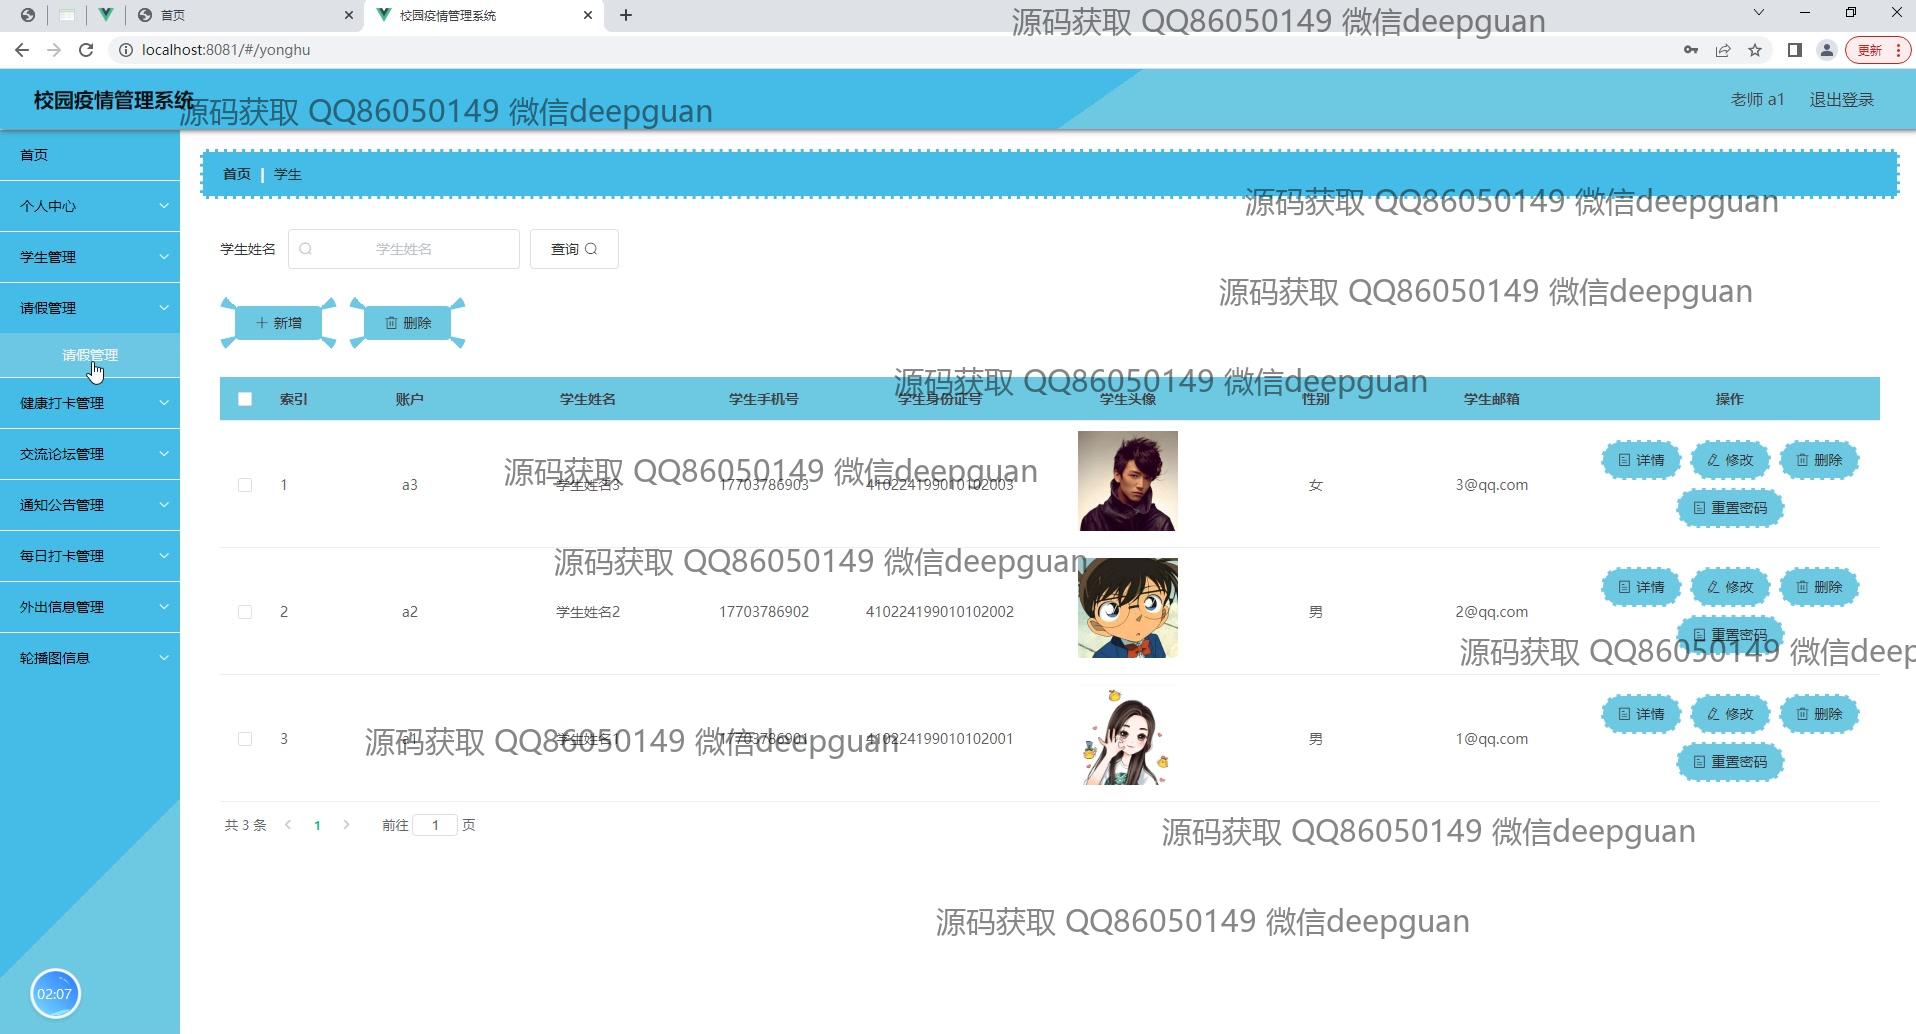 首页
校园疫情管理系统
源码获取 QQ86050149 微信deepguan
localhost:8081/#/yonghu
更新
校园疫情管理系统
源码获取 QQ86050149 微信deepguan
老师 a1 退出登录
首页
个人中心
学生管理
请假管理
请假管理
健康打卡管理
交流论坛管理
通知公告管理
每日打卡管理
外出信息管理
轮播图信息
02:07
首页 | 学生
源码获取 QQ86050149 微信deepguan
学生姓名 学生姓名 查询
源码获取 QQ86050149 微信deepguan
新增 删除
源码获取 QQ86050149 微信deepguan
索引 账户 学生姓名 学生手机号 学生身份证号 学生头像 性别 学生邮箱 操作
源码获取 QQ86050149 微信deepguan
1 a3 学生姓名3 17703786903 410224199010102003 女 3@qq.com 详情 修改 删除
重置密码
源码获取 QQ86050149 微信deepguan
2 a2 学生姓名2 17703786902 410224199010102002 男 2@qq.com 详情 修改 删除
重置密码
源码获取 QQ86050149 微信deep
3 a1 学生姓名1 17703786901 410224199010102001 男 1@qq.com 详情 修改 删除
重置密码
源码获取 QQ86050149 微信deepguan
共 3 条 1 前往 1 页
源码获取 QQ86050149 微信deepguan
源码获取 QQ86050149 微信deepguan